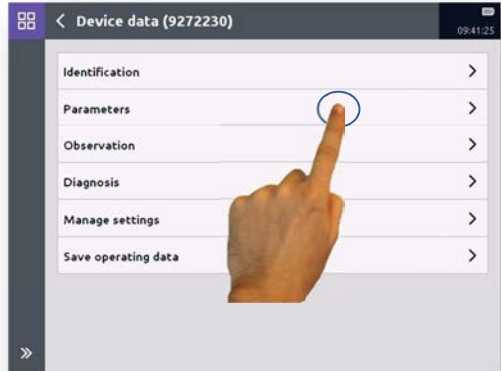 Device data (9272230)
09:41:25
Identification
Parameters
Observation
Diagnosis
Manage settings
Save operating data